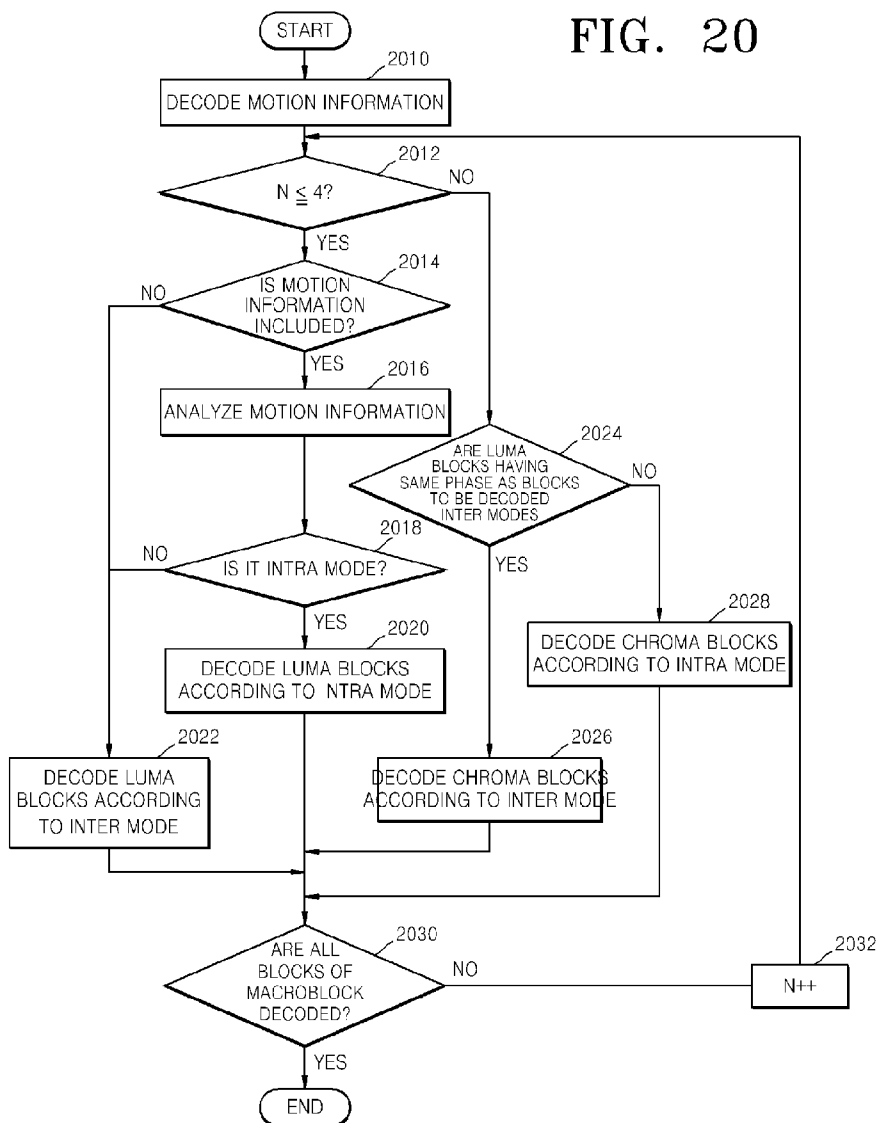 FIG. 20
START
2010
DECODE MOTION INFORMATION
2012
N ≦ 4?
NO
YES
2014
IS MOTION
INFORMATION
INCLUDED?
NO
YES
2016
ANALYZE MOTION INFORMATION
2024
ARE LUMA
BLOCKS HAVING
SAME PHASE AS BLOCKS
TO BE DECODED
INTER MODES
NO
YES
2018
IS IT INTRA MODE?
NO
YES
2020
DECODE LUMA BLOCKS
ACCORDING TO NTRA MODE
2028
DECODE CHROMA BLOCKS
ACCORDING TO INTRA MODE
2022
DECODE LUMA
BLOCKS ACCORDING
TO INTER MODE
2026
DECODE CHROMA BLOCKS
ACCORDING TO INTER MODE
2030
ARE ALL
BLOCKS OF
MACROBLOCK
DECODED?
NO
YES
2032
N++
END